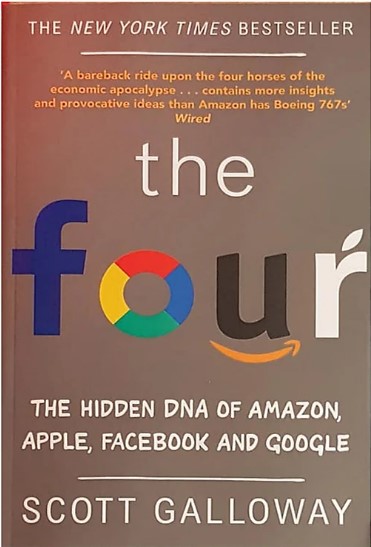 THE NEW YORK TIMES BESTSELLER
'A bareback ride upon the four horses of the
economic apocalypse . . . contains more insights
and provocative ideas than Amazon has Boeing 767s'
Wired
the
four
THE HIDDEN DNA OF AMAZON,
APPLE, FACEBOOK AND GOOGLE
SCOTT GALLOWAY